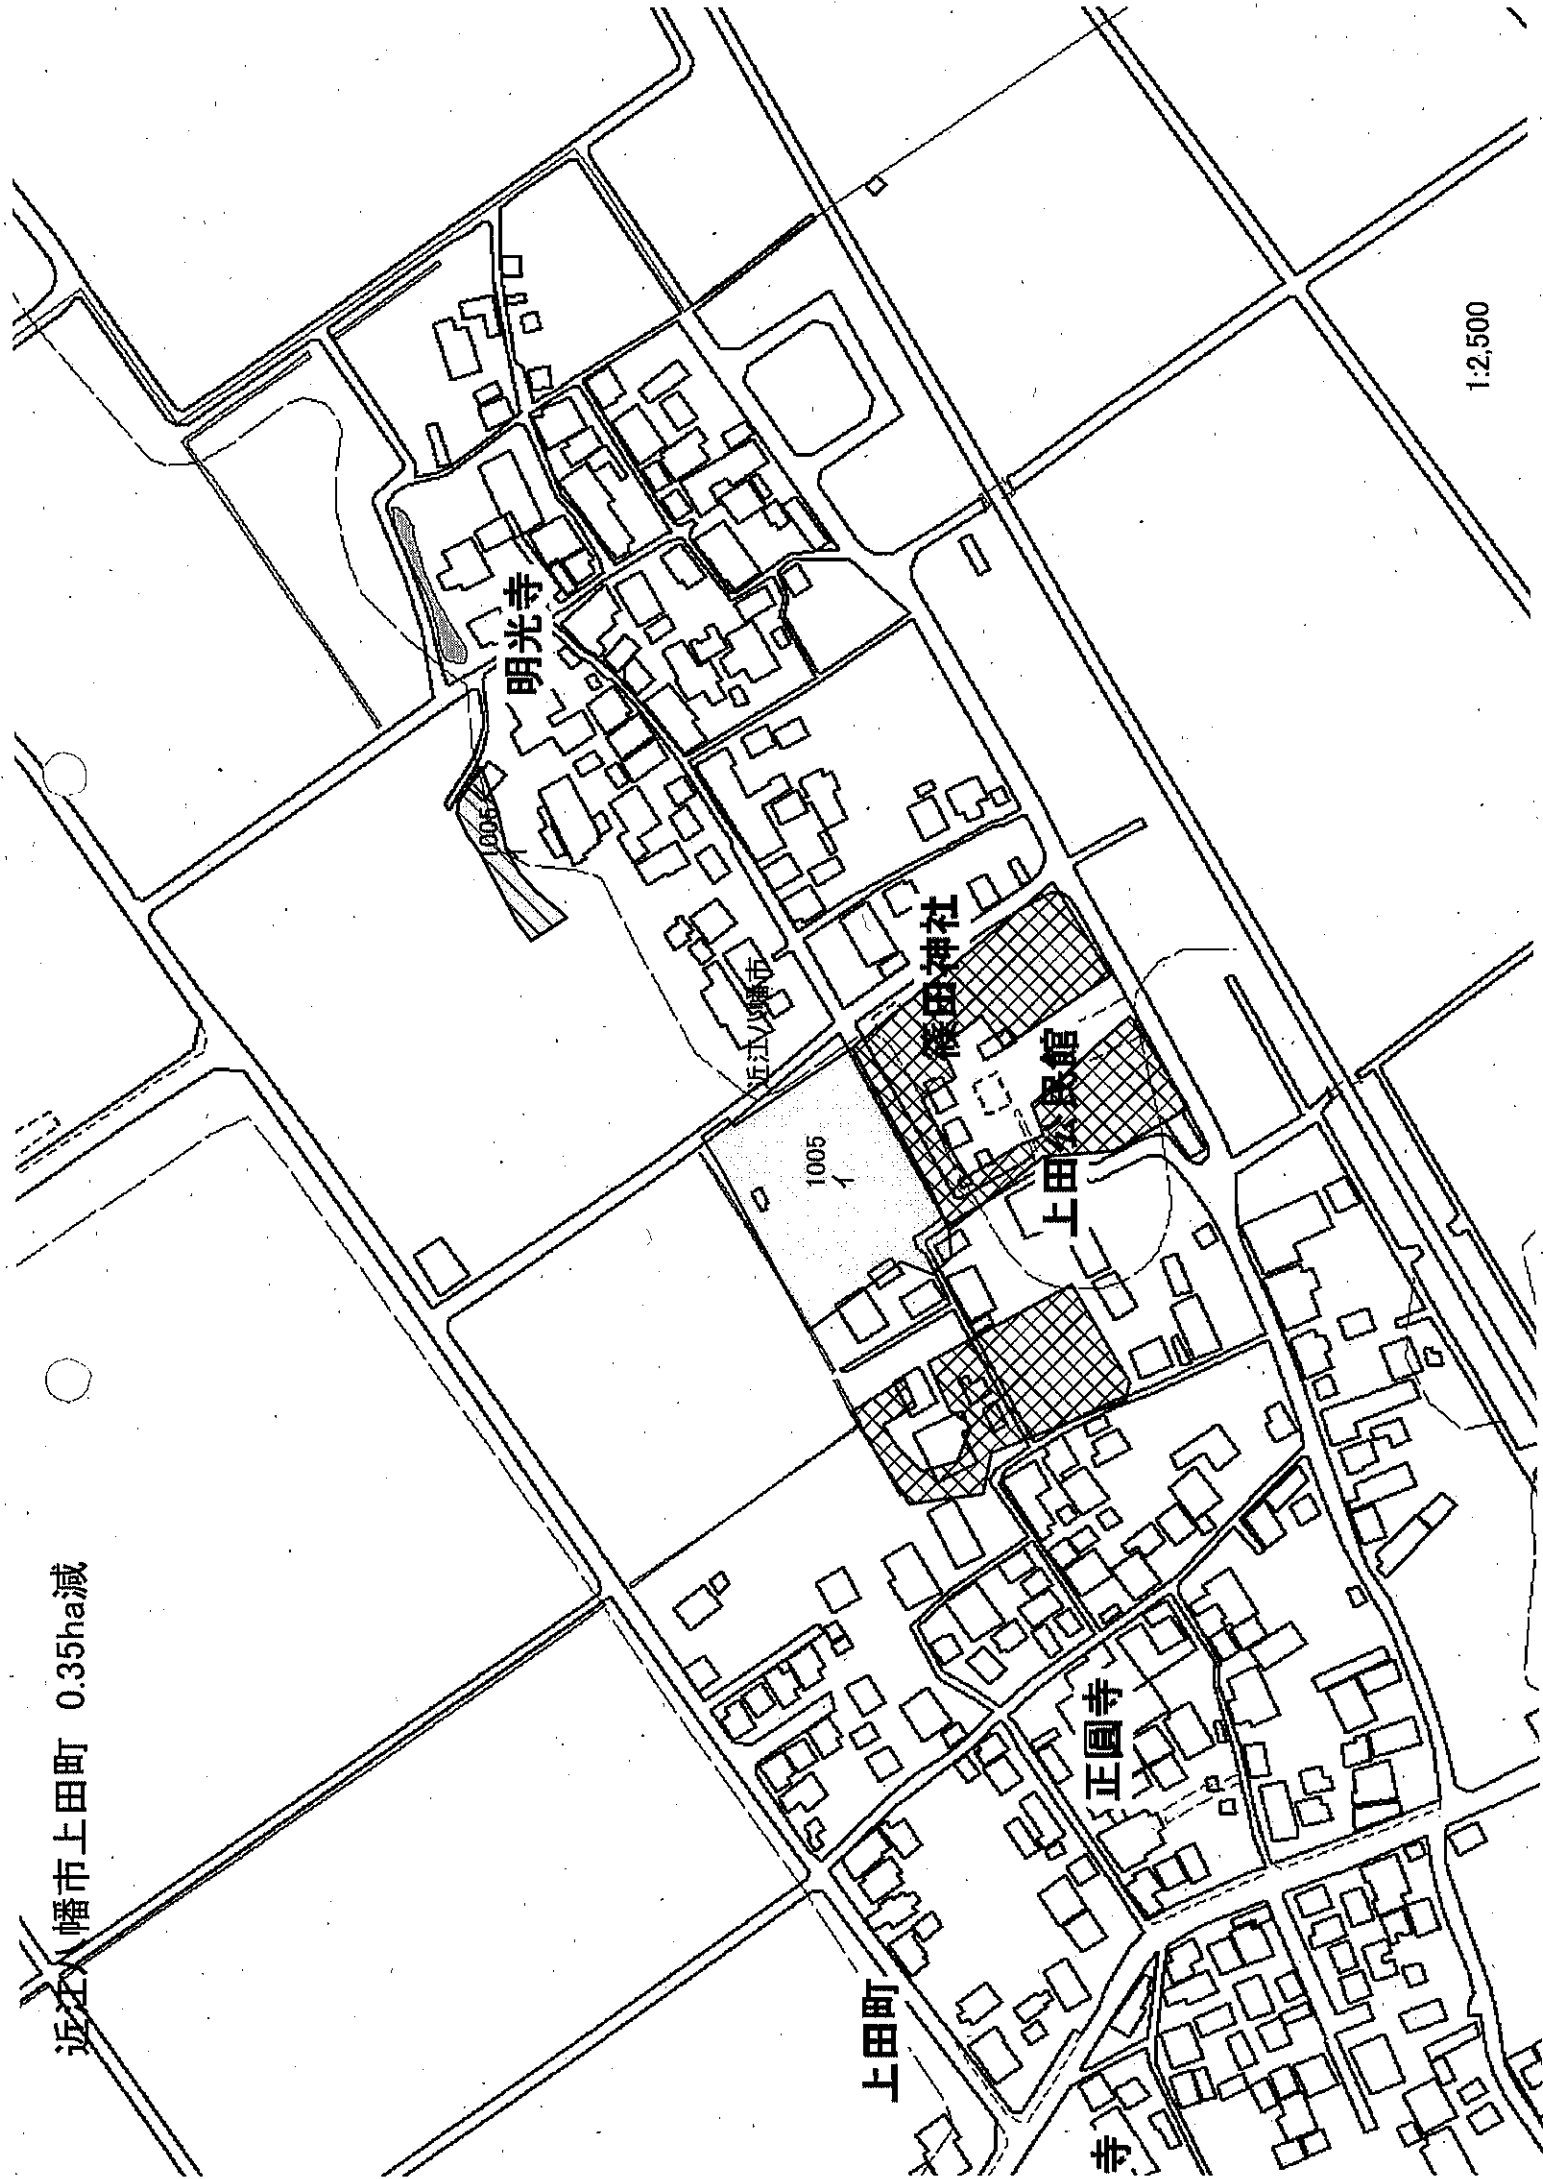 近江八幡市上田町 0.35ha減
明光寺
1005
イ
近江八幡市
篠田神社
1005
イ
上田公民館
正圓寺
上田町
寺
1:2,500